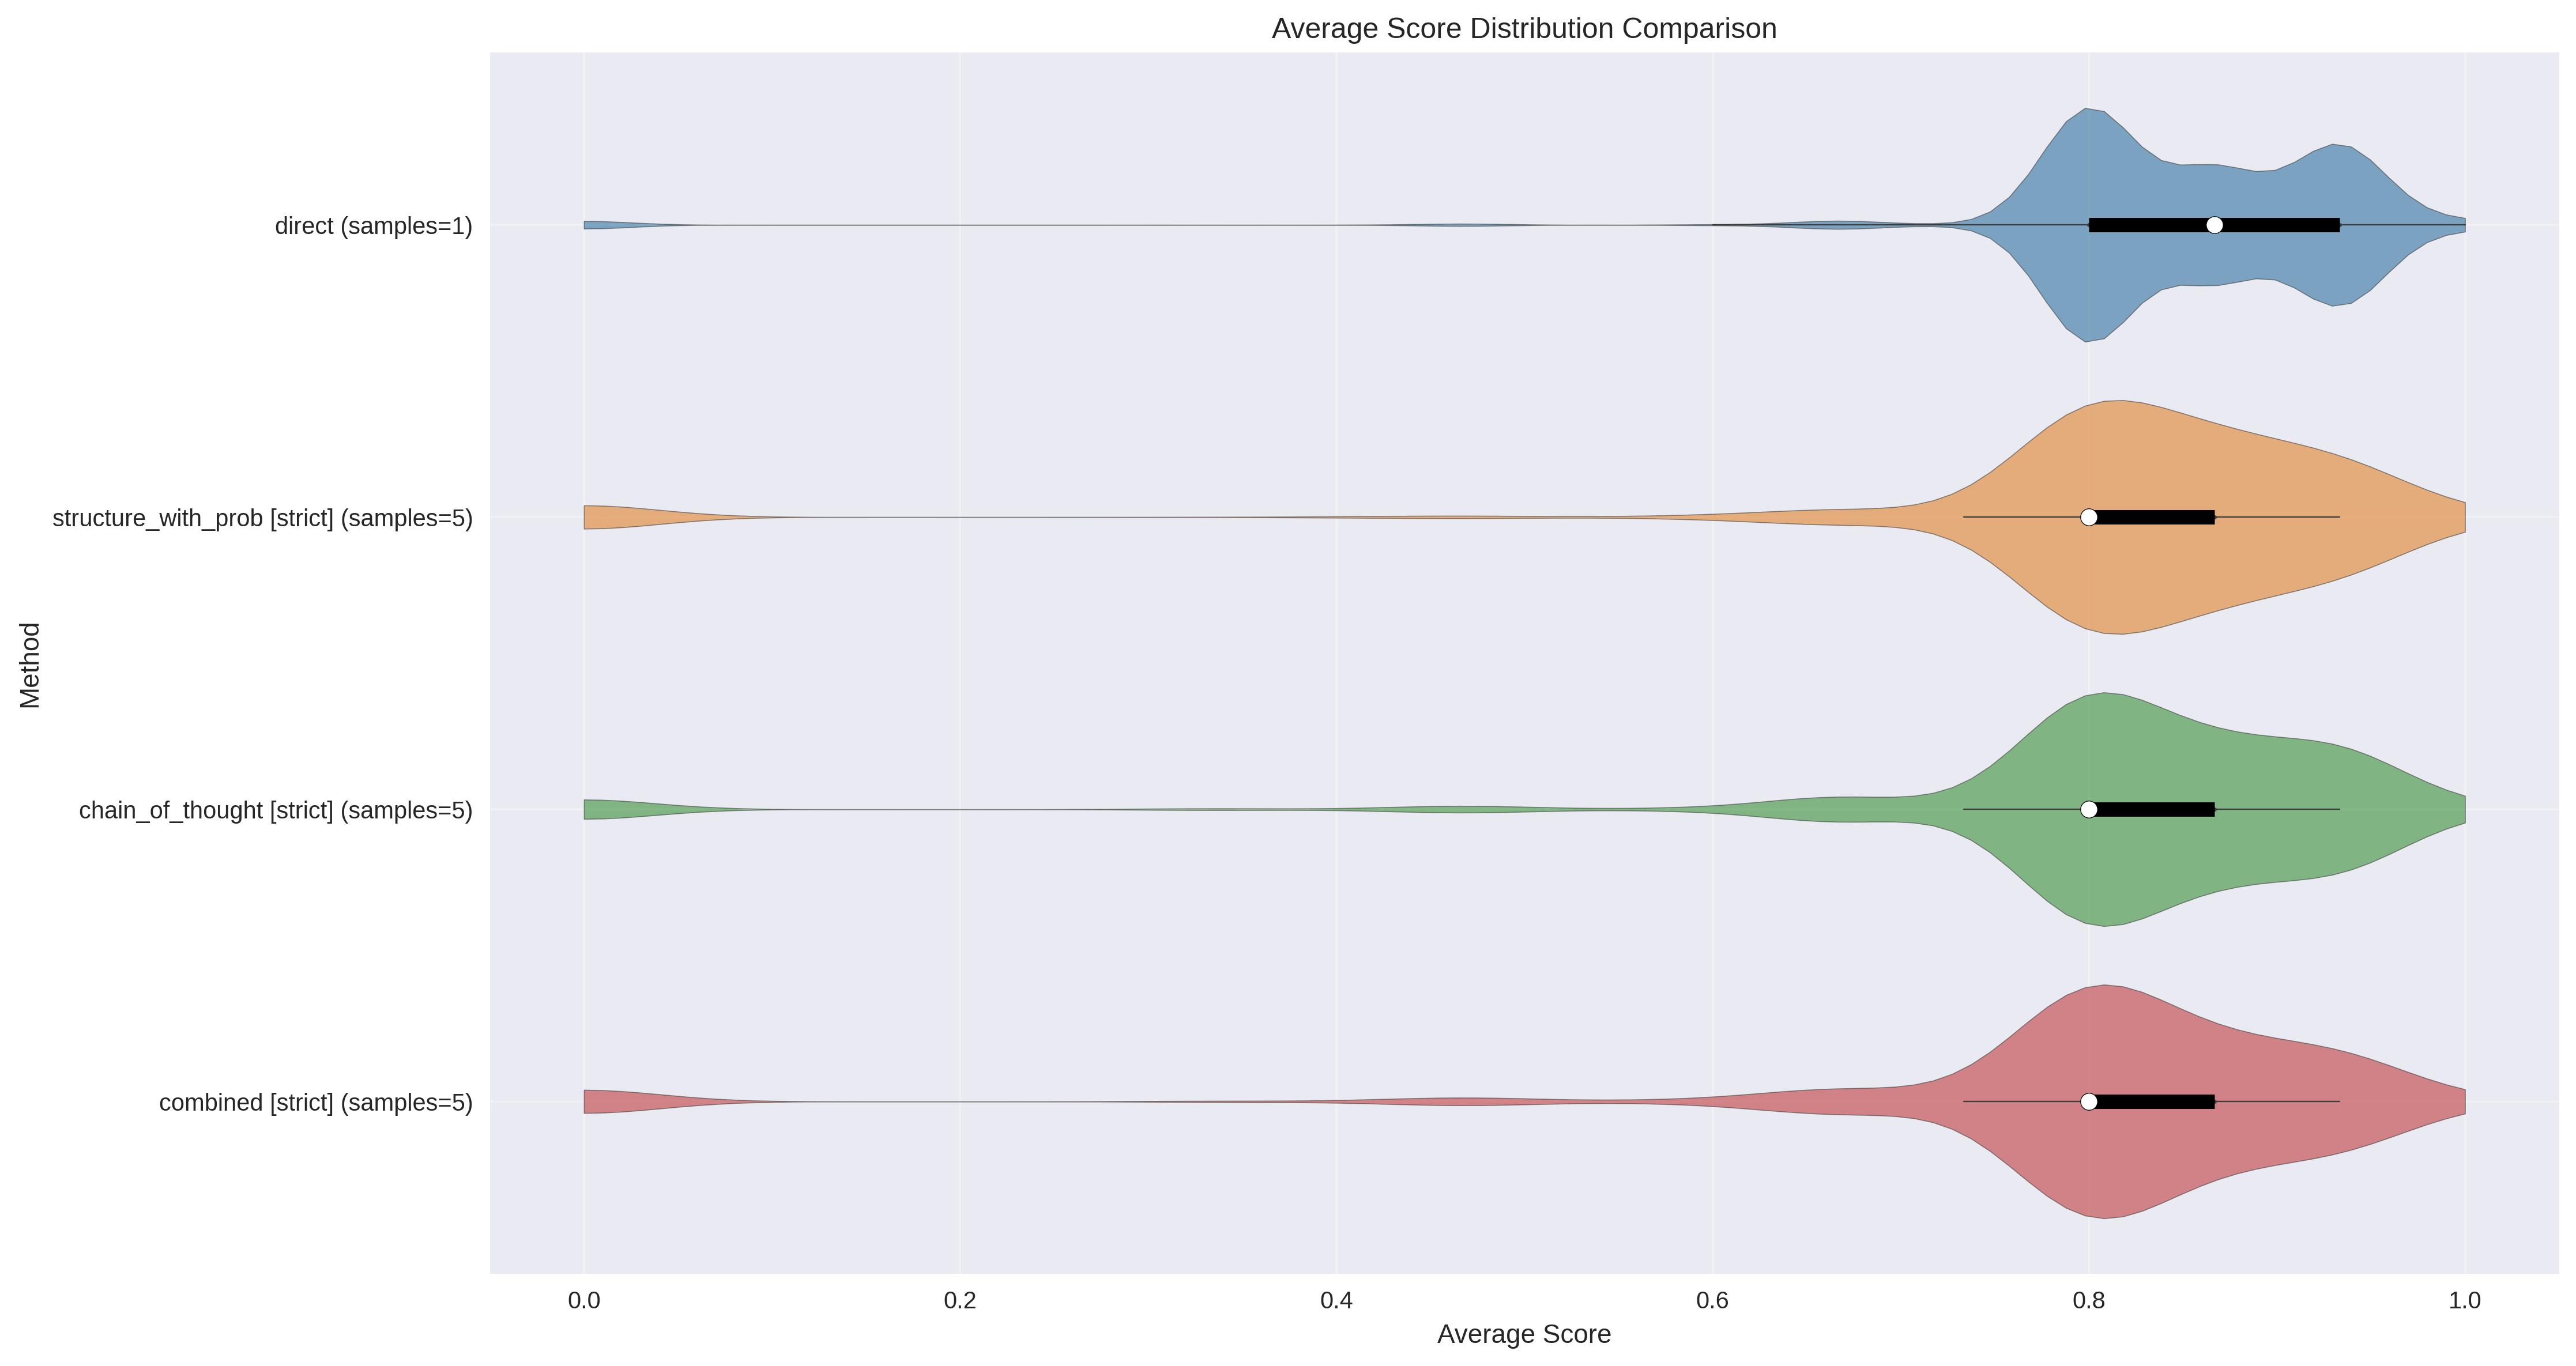 Average Score Distribution Comparison
direct (samples=1)
structure_with_prob [strict] (samples=5)
chain_of_thought [strict] (samples=5)
combined [strict] (samples=5)
Method
0.0 0.2 0.4 0.6 0.8 1.0
Average Score